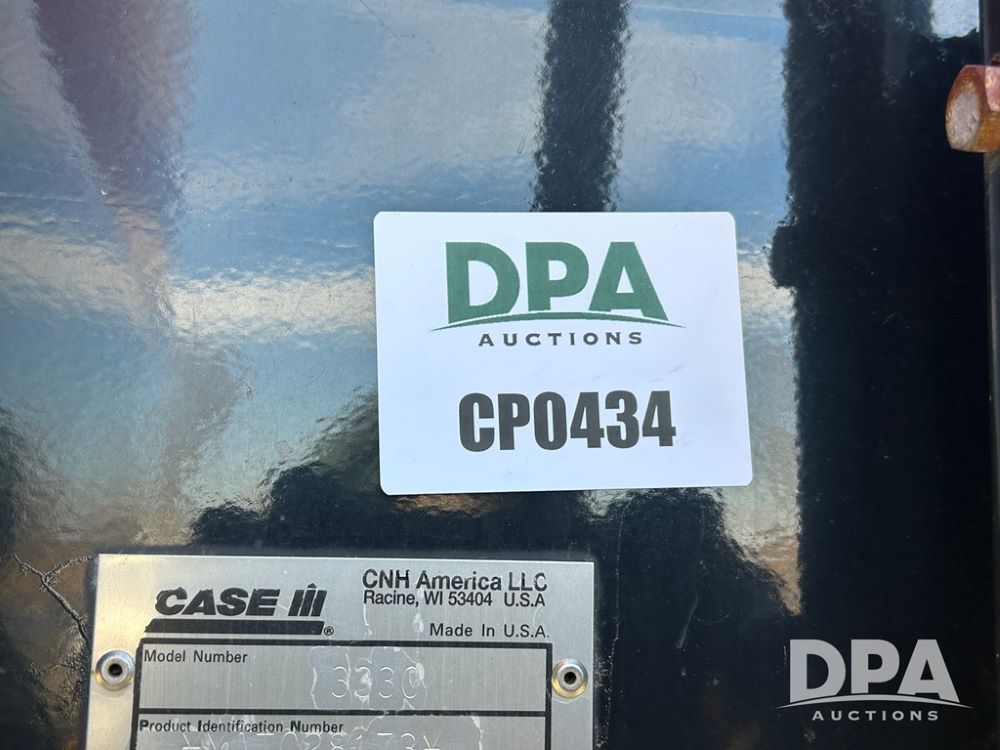 DPA
AUCTIONS
CP0434
CASE IH
CNH America LLC
Racine, WI 53404 U.S.A
®
Made In U.S.A.
Model Number
3330
Product Identification Number
DPA
AUCTIONS